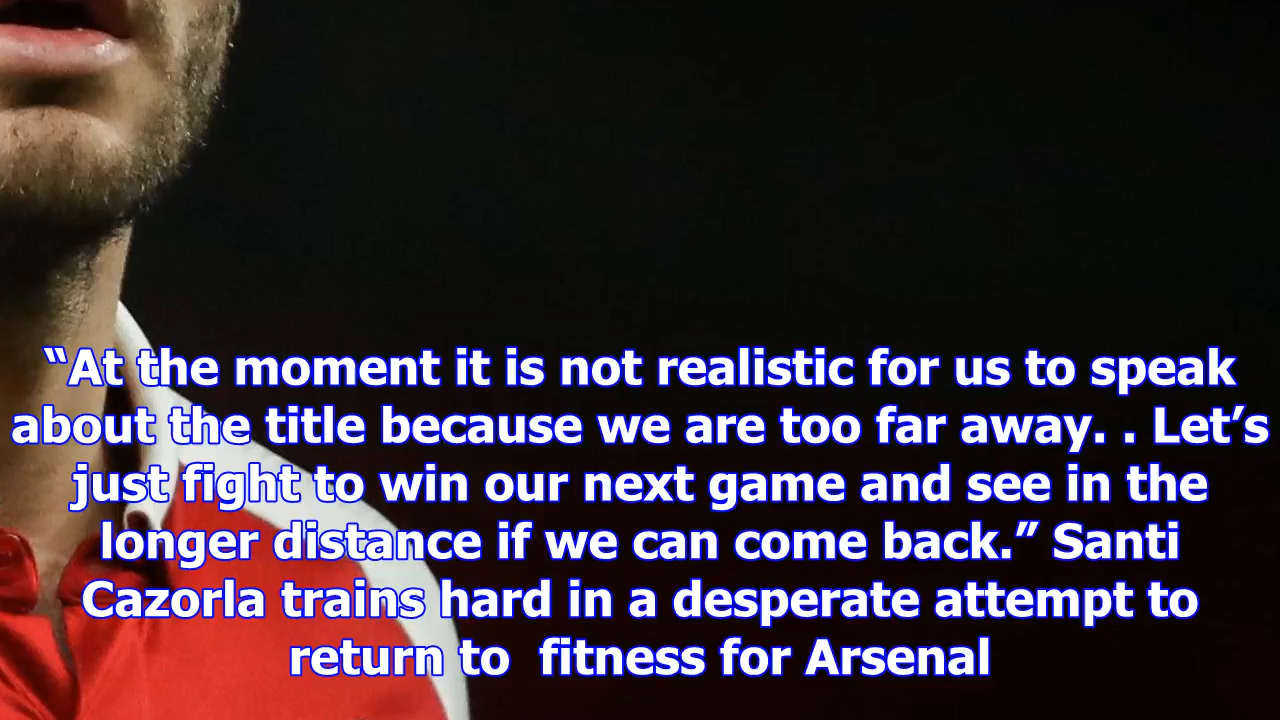 “At the moment it is not realistic for us to speak
about the title because we are too far away. . Let’s
just fight to win our next game and see in the
longer distance if we can come back.” Santi
Cazorla trains hard in a desperate attempt to
return to  fitness for Arsenal